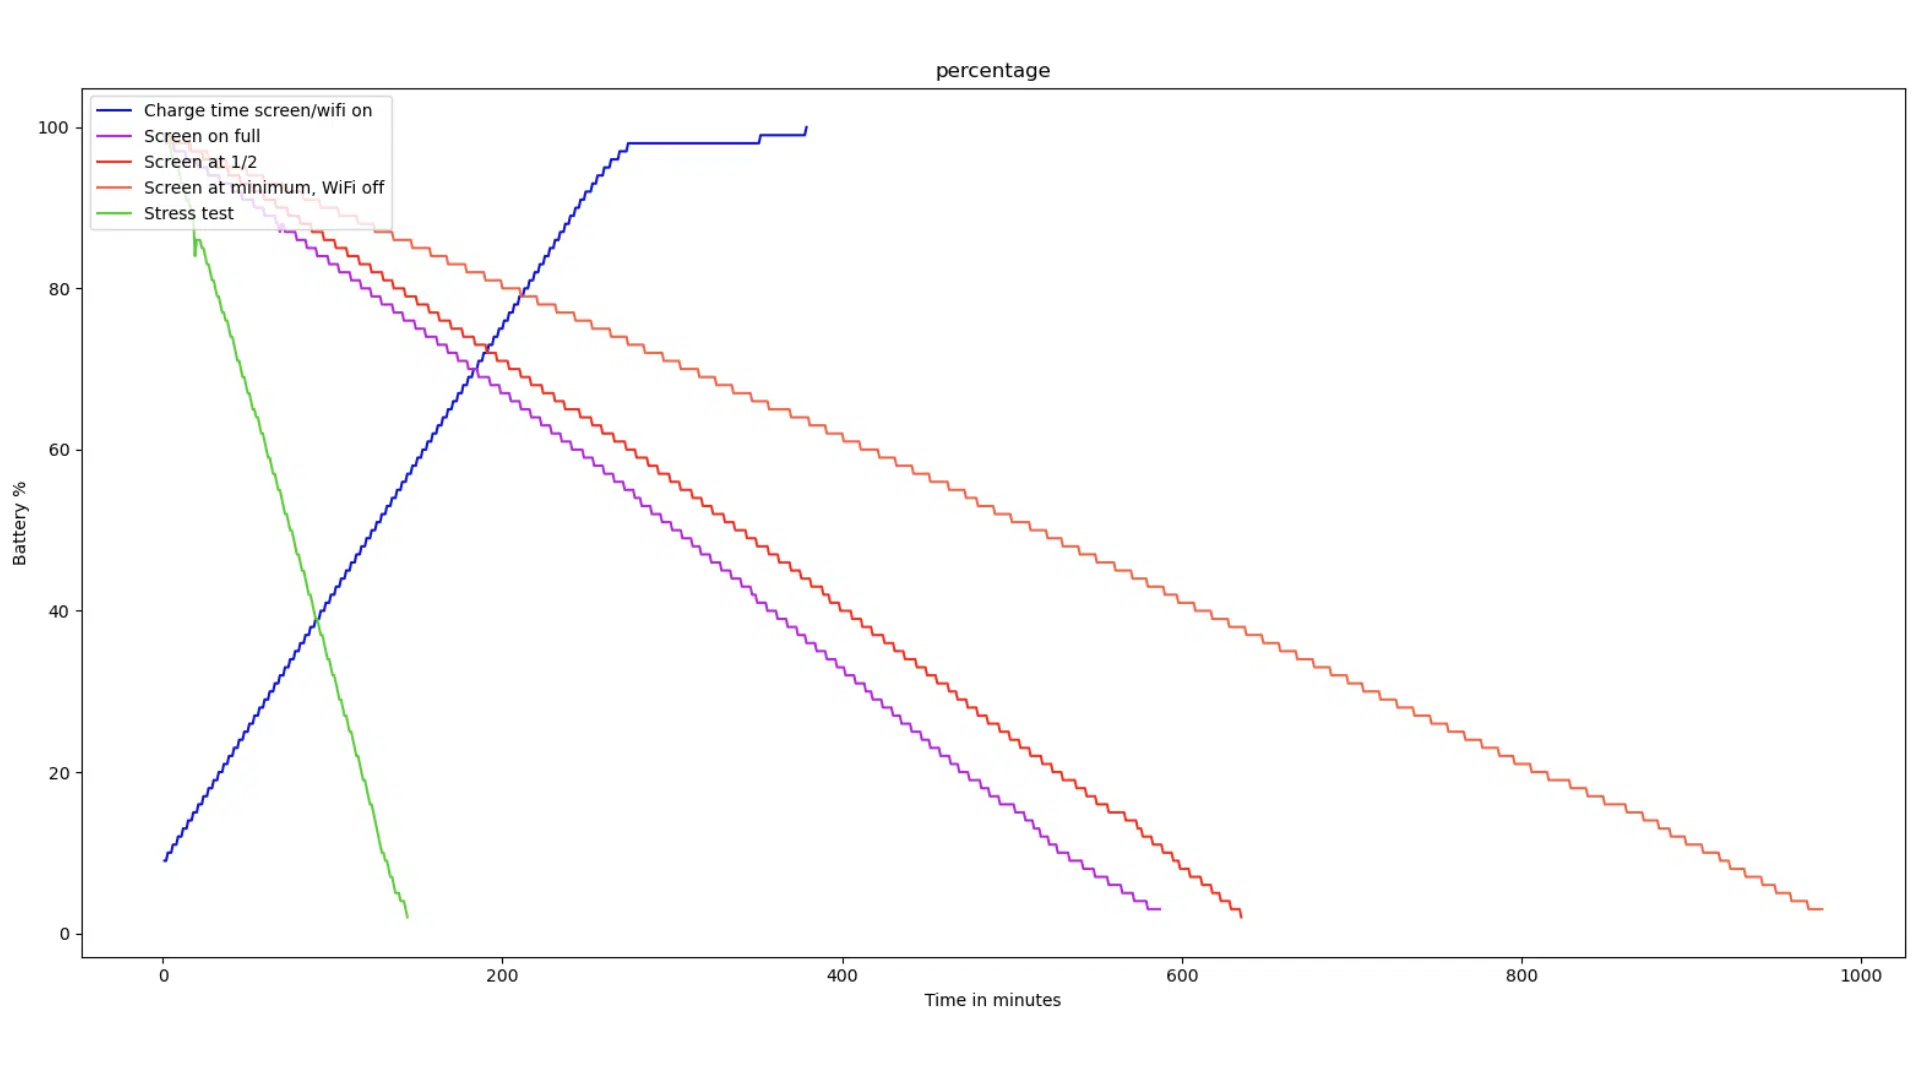 percentage
Charge time screen/wifi on
Screen on full
Screen at 1/2
Screen at minimum, WiFi off
Stress test
100
80
60
40
20
0
Battery %
0 200 400 600 800 1000
Time in minutes